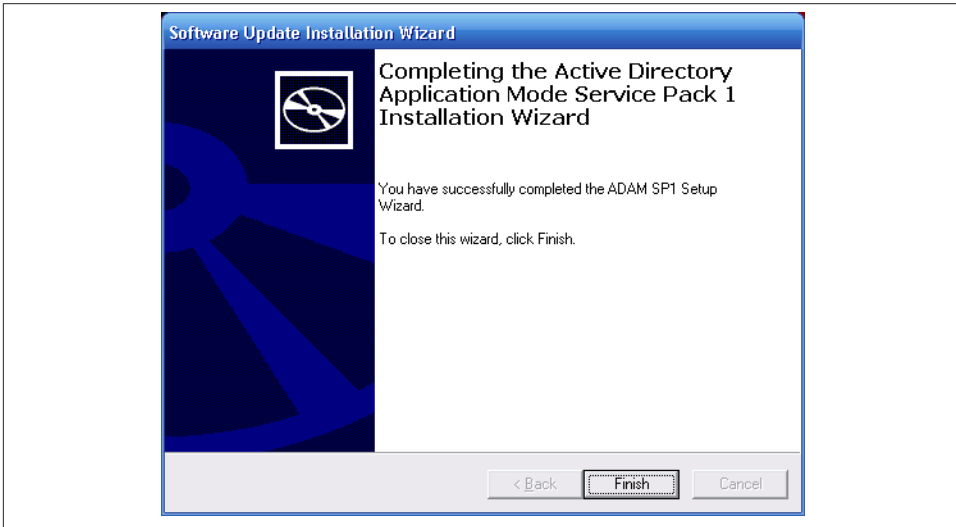 Software Update Installation Wizard
Completing the Active Directory
Application Mode Service Pack 1
Installation Wizard
You have successfully completed the ADAM SP1 Setup
Wizard.
To close this wizard, click Finish.
< Back Finish Cancel